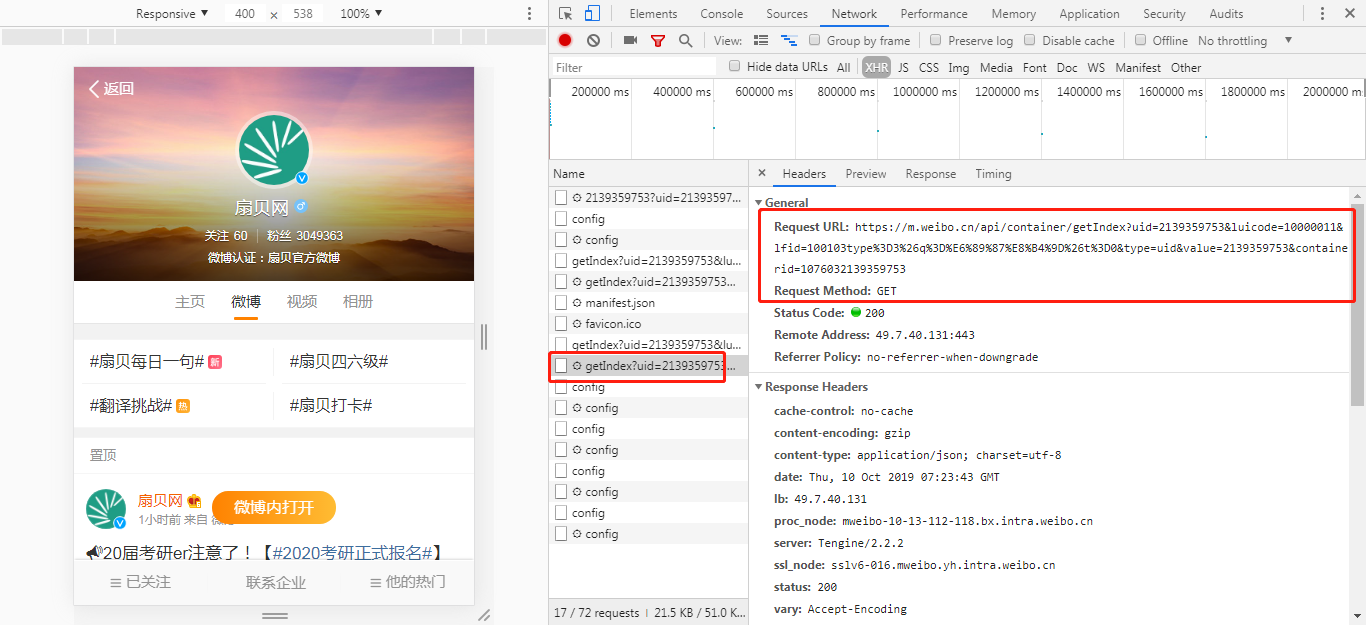 Responsive ▼ 400 × 538 100% ▼
Elements Console Sources Network Performance Memory Application Security Audits
View: Group by frame Preserve log Disable cache Offline No throttling ▼
Filter Hide data URLs All XHR JS CSS Img Media Font Doc WS Manifest Other
200000 ms 400000 ms 600000 ms 800000 ms 1000000 ms 1200000 ms 1400000 ms 1600000 ms 1800000 ms 2000000 ms
返回
扇贝网
关注 60 粉丝 3049363
微博认证：扇贝官方微博
主页 微博 视频 相册
#扇贝每日一句# 新 #扇贝四六级#
#翻译挑战# 热 #扇贝打卡#
置顶
扇贝网
微博内打开
1小时前 来自
20届考研er注意了！【#2020考研正式报名#】
已关注 联系企业 他的热门
Name
2139359753?uid=21393597...
config
config
getIndex?uid=2139359753&lu...
getIndex?uid=2139359753...
manifest.json
favicon.ico
getIndex?uid=2139359753&lu...
getIndex?uid=2139359753...
config
config
config
config
config
config
config
config
17 / 72 requests 21.5 KB / 51.0 K...
× Headers Preview Response Timing
General
Request URL: https://m.weibo.cn/api/container/getIndex?uid=2139359753&luicode=10000011&
lfid=100103type%3D3%26q%3D%E6%89%87%E8%B4%9D%26t%3D0&type=uid&value=2139359753&containe
rid=1076032139359753
Request Method: GET
Status Code: 200
Remote Address: 49.7.40.131:443
Referrer Policy: no-referrer-when-downgrade
Response Headers
cache-control: no-cache
content-encoding: gzip
content-type: application/json; charset=utf-8
date: Thu, 10 Oct 2019 07:23:43 GMT
lb: 49.7.40.131
proc_node: mweibo-10-13-112-118.bx.intra.weibo.cn
server: Tengine/2.2.2
ssl_node: sslv6-016.mweibo.yh.intra.weibo.cn
status: 200
vary: Accept-Encoding